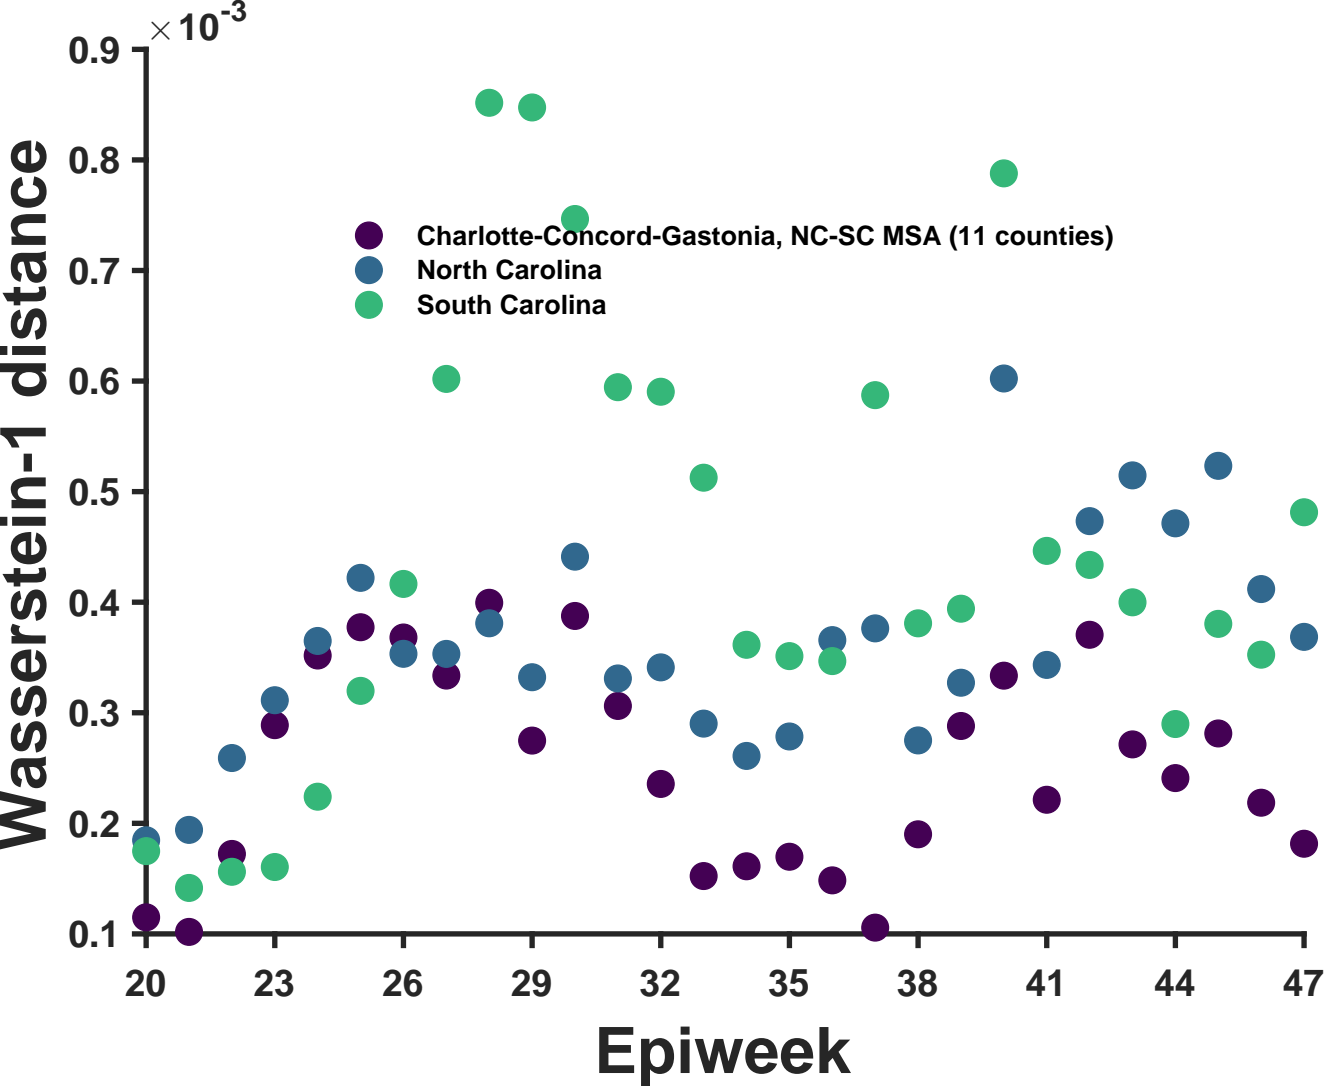 × 10-3
0.9
0.8
0.7
0.6
0.5
0.4
0.3
0.2
0.1
Wasserstein-1 distance
Charlotte-Concord-Gastonia, NC-SC MSA (11 counties)
North Carolina
South Carolina
20 23 26 29 32 35 38 41 44 47
Epiweek